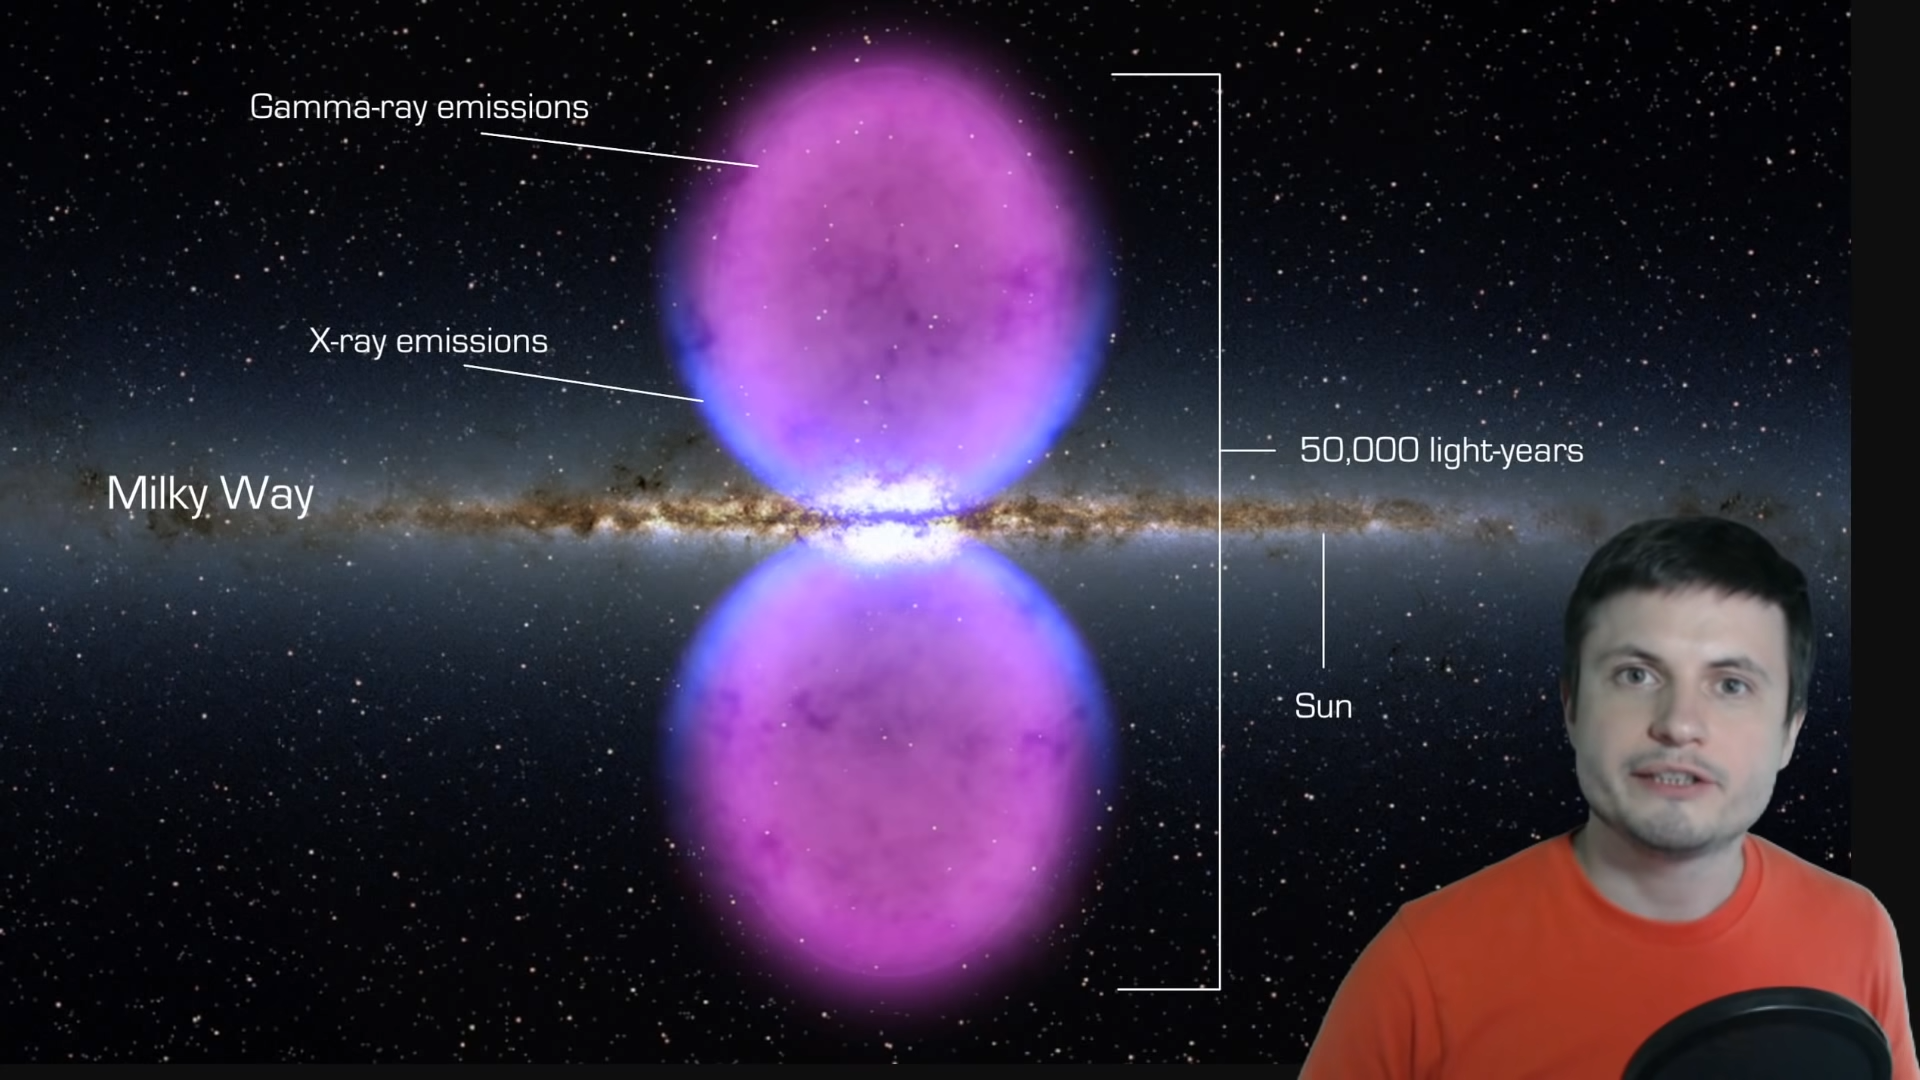 Gamma-ray emissions
X-ray emissions
50,000 light-years
Milky Way
Sun